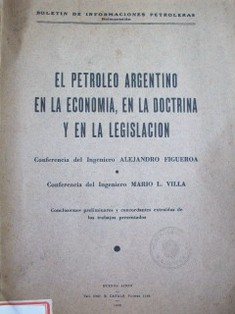 BOLETIN DE INFORMACIONES PETROLERAS
EL PETROLEO ARGENTINO
EN LA ECONOMIA, EN LA DOCTRINA
Y EN LA LEGISLACION
Conferencia del Ingeniero ALEJANDRO FIGUEROA
Conferencia del Ingeniero MARIO L. VILLA
Conclusiones preliminares y concordantes extraídas de
los trabajos presentados
BUENOS AIRES